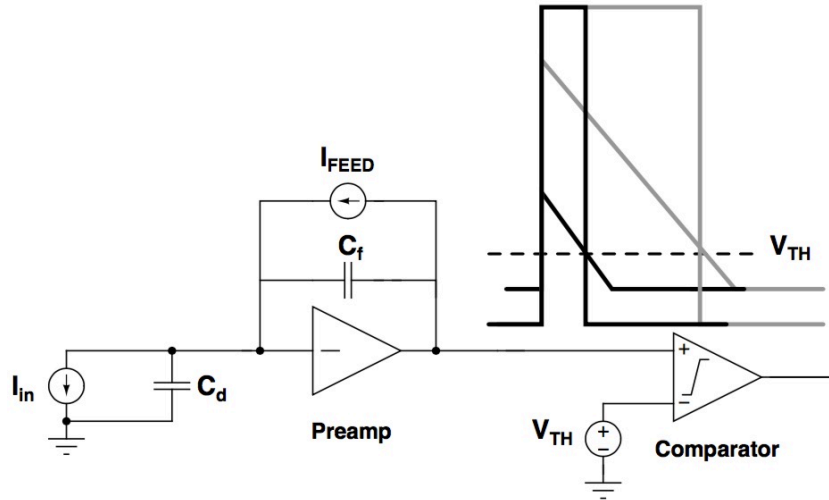 I_FEED
C_f
V_TH
I_in
C_d
Preamp
V_TH
Comparator